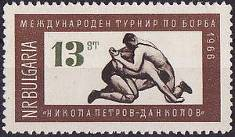 МЕЖДУНАРОДЕН ТУРНИР ПО БОРБА
1966
13 ст
NR BULGARIA
«НИКОЛА ПЕТРОВ-ДАН КОЛОВ»